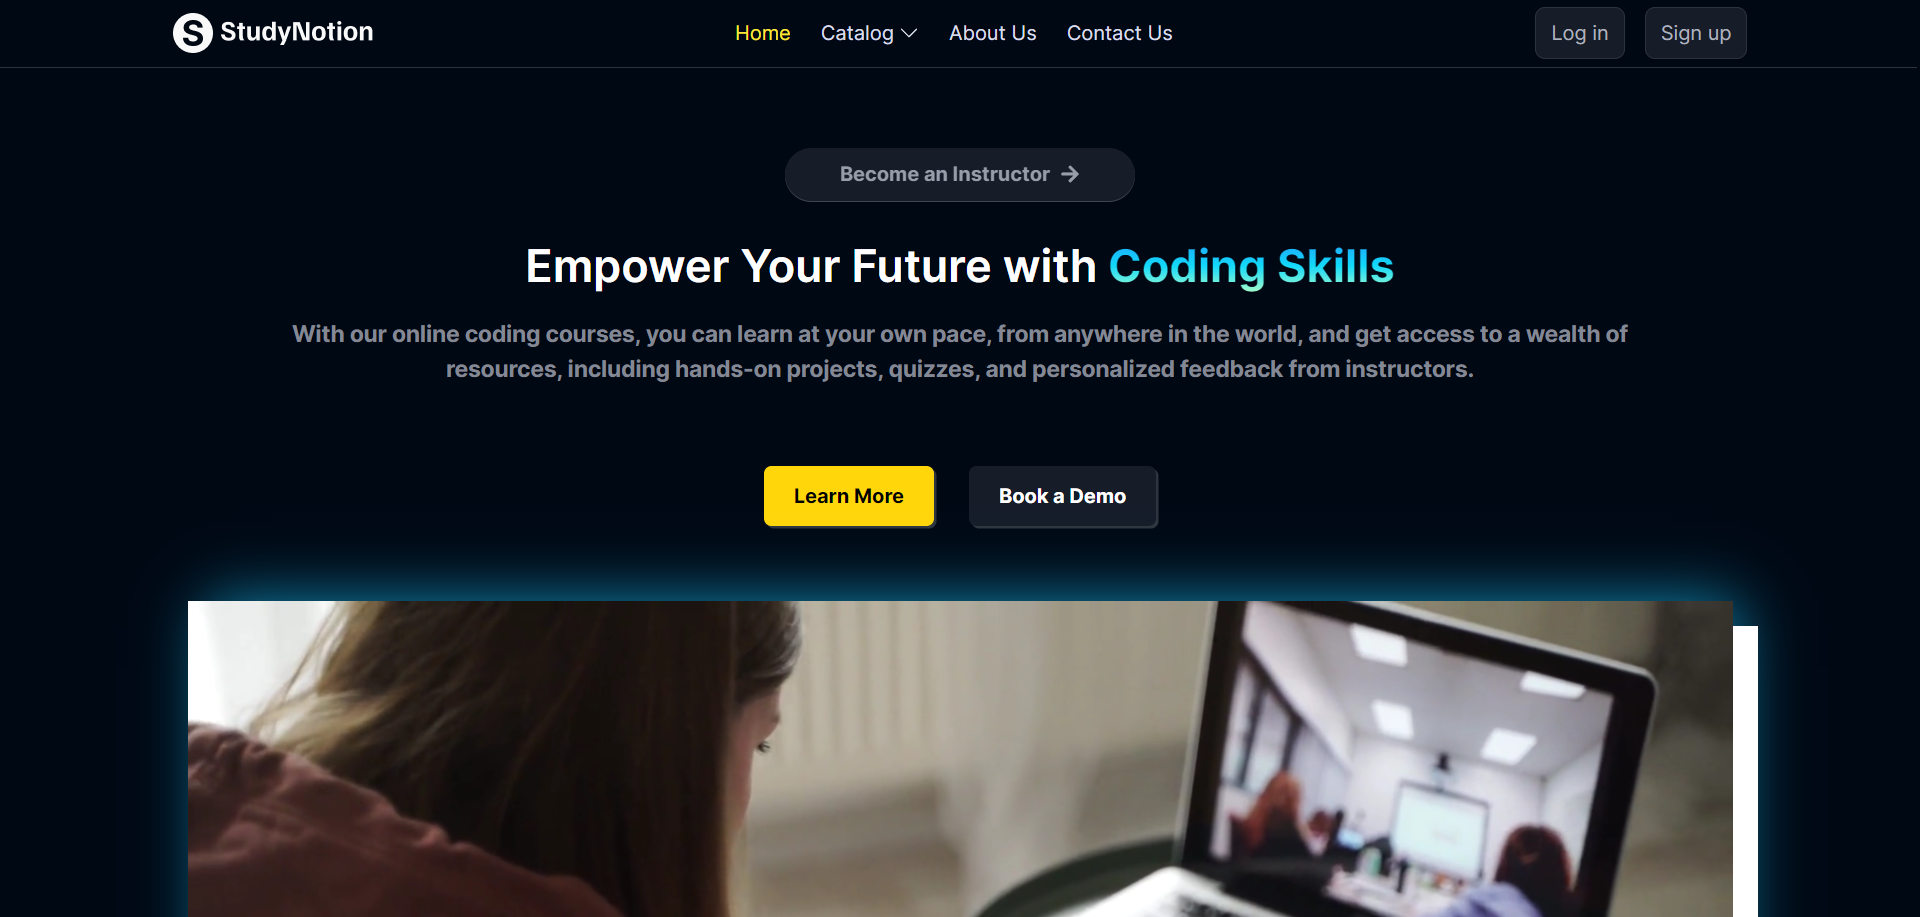 S StudyNotion
Home Catalog About Us Contact Us
Log in Sign up
Become an Instructor →
Empower Your Future with Coding Skills
With our online coding courses, you can learn at your own pace, from anywhere in the world, and get access to a wealth of
resources, including hands-on projects, quizzes, and personalized feedback from instructors.
Learn More Book a Demo